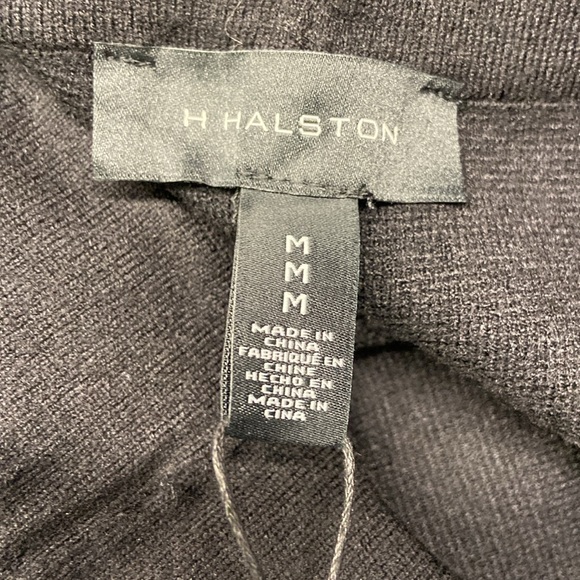 H HALSTON
M
M
M
MADE IN
CHINA
FABRIQUÉ EN
CHINE
HECHO EN
CHINA
MADE IN
CINA